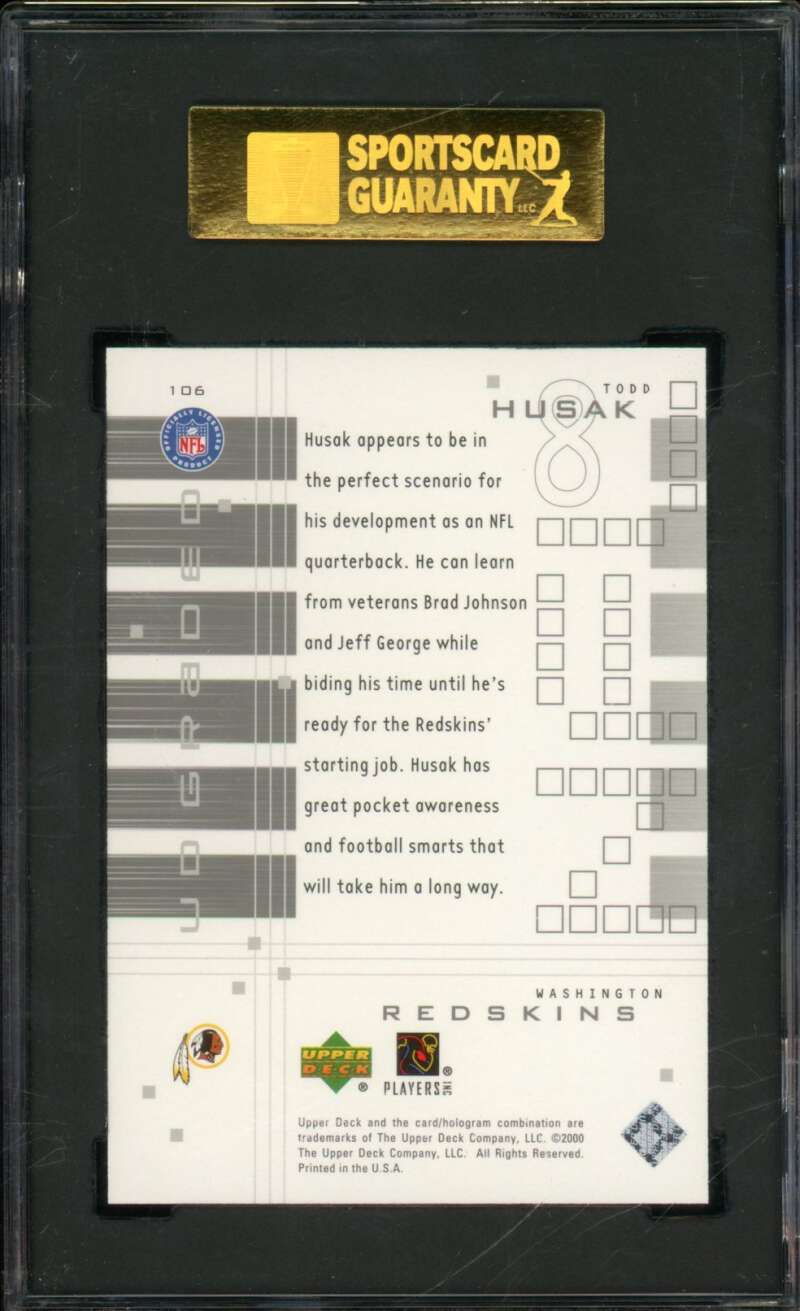 SPORTSCARD
GUARANTY LLC
106
TODD
HUSAK
8
OFFICIALLY LICENSED
NFL
PRODUCT
UD GRADED
Husak appears to be in
the perfect scenario for
his development as an NFL
quarterback. He can learn
from veterans Brad Johnson
and Jeff George while
biding his time until he's
ready for the Redskins'
starting job. Husak has
great pocket awareness
and football smarts that
will take him a long way.
WASHINGTON
REDSKINS
UPPER
DECK ®
PLAYERS INC ®
Upper Deck and the card/hologram combination are
trademarks of The Upper Deck Company, LLC. ©2000
The Upper Deck Company, LLC. All Rights Reserved.
Printed in the U.S.A.